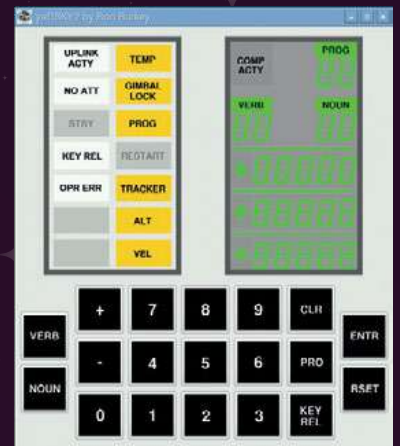 yaDSKY2 by Ron Burkey
UPLINK ACTY
TEMP
NO ATT
GIMBAL LOCK
STBY
PROG
KEY REL
RESTART
OPR ERR
TRACKER
ALT
VEL
COMP ACTY
PROG
VERB
NOUN
+
7
8
9
CLR
VERB
ENTR
-
4
5
6
PRO
NOUN
RSET
0
1
2
3
KEY REL